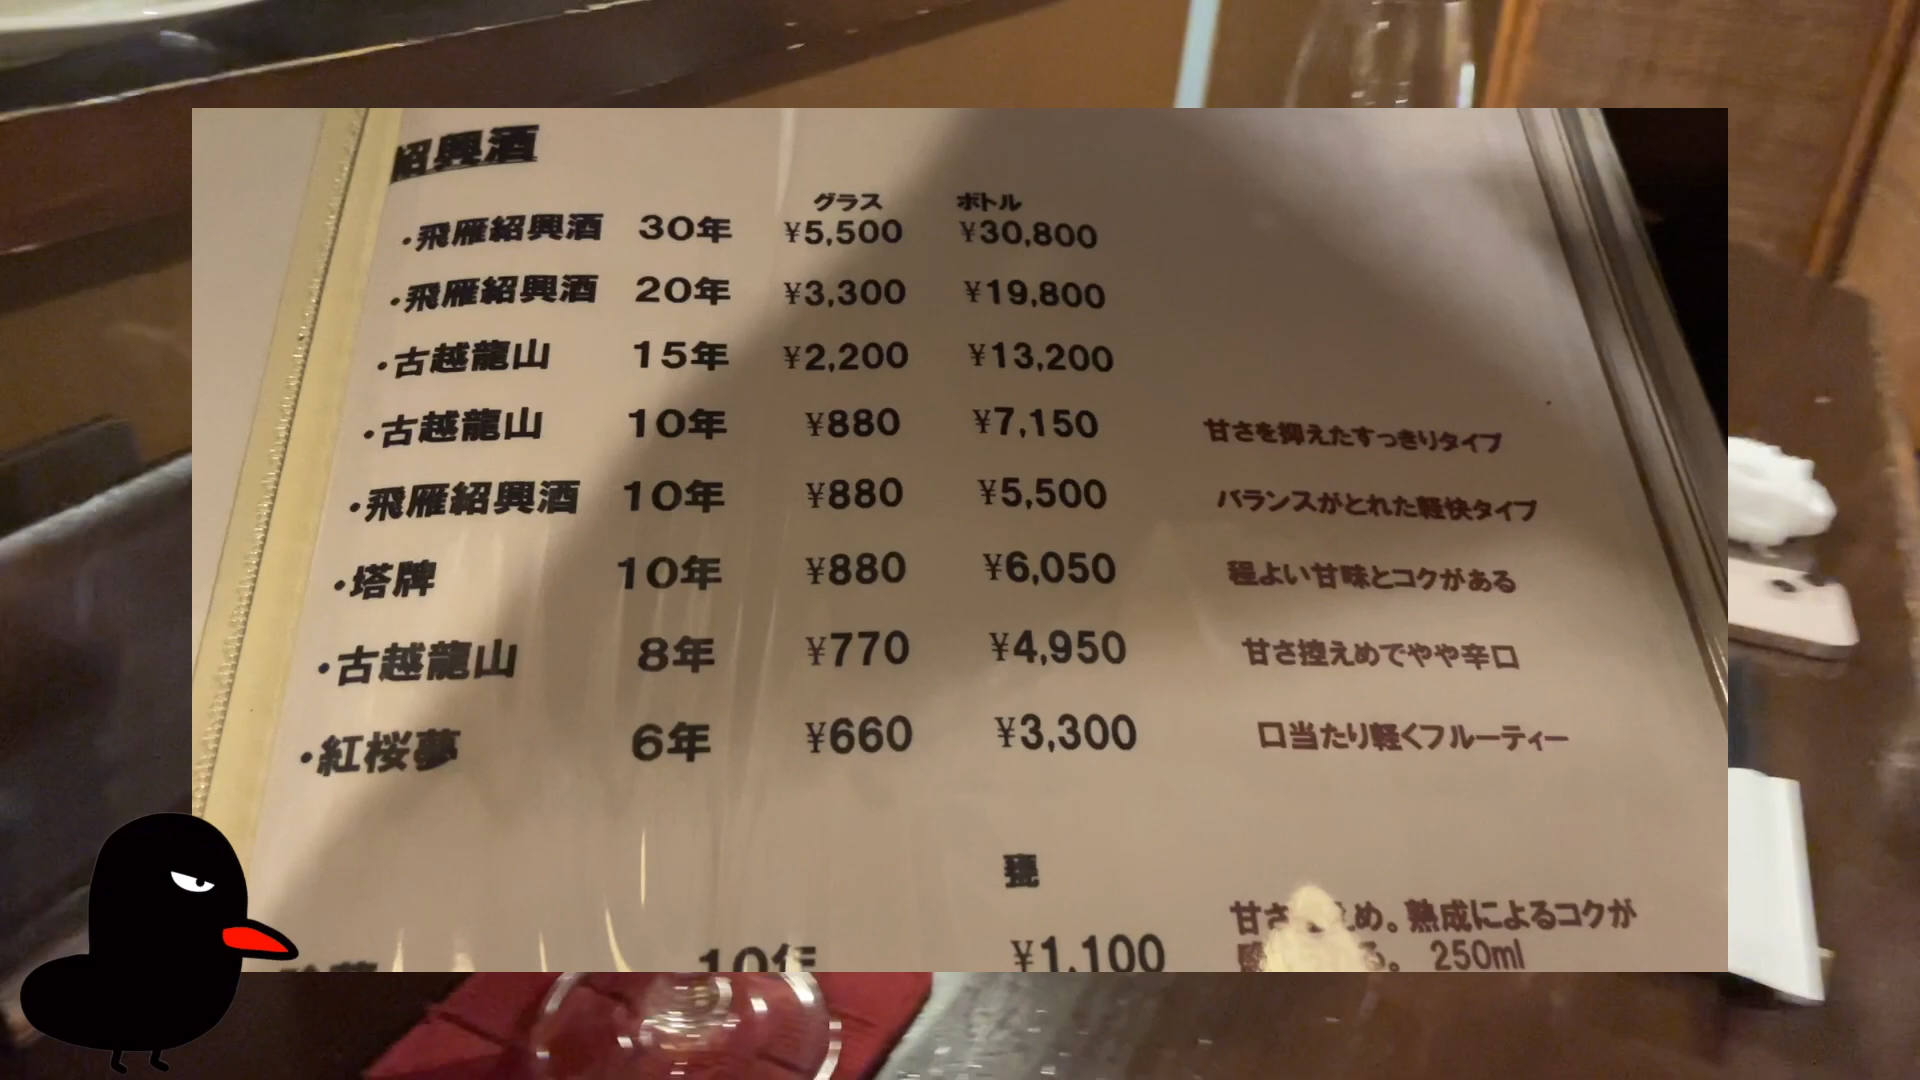 紹興酒
グラス ボトル
・飛雁紹興酒 30年 ¥5,500 ¥30,800
・飛雁紹興酒 20年 ¥3,300 ¥19,800
・古越龍山 15年 ¥2,200 ¥13,200
・古越龍山 10年 ¥880 ¥7,150 甘さを抑えたすっきりタイプ
・飛雁紹興酒 10年 ¥880 ¥5,500 バランスがとれた軽快タイプ
・塔牌 10年 ¥880 ¥6,050 程よい甘味とコクがある
・古越龍山 8年 ¥770 ¥4,950 甘さ控えめでやや辛口
・紅桜夢 6年 ¥660 ¥3,300 口当たり軽くフルーティー
甕
10年 ¥1,100 甘さ め。熟成によるコクが
る。 250ml